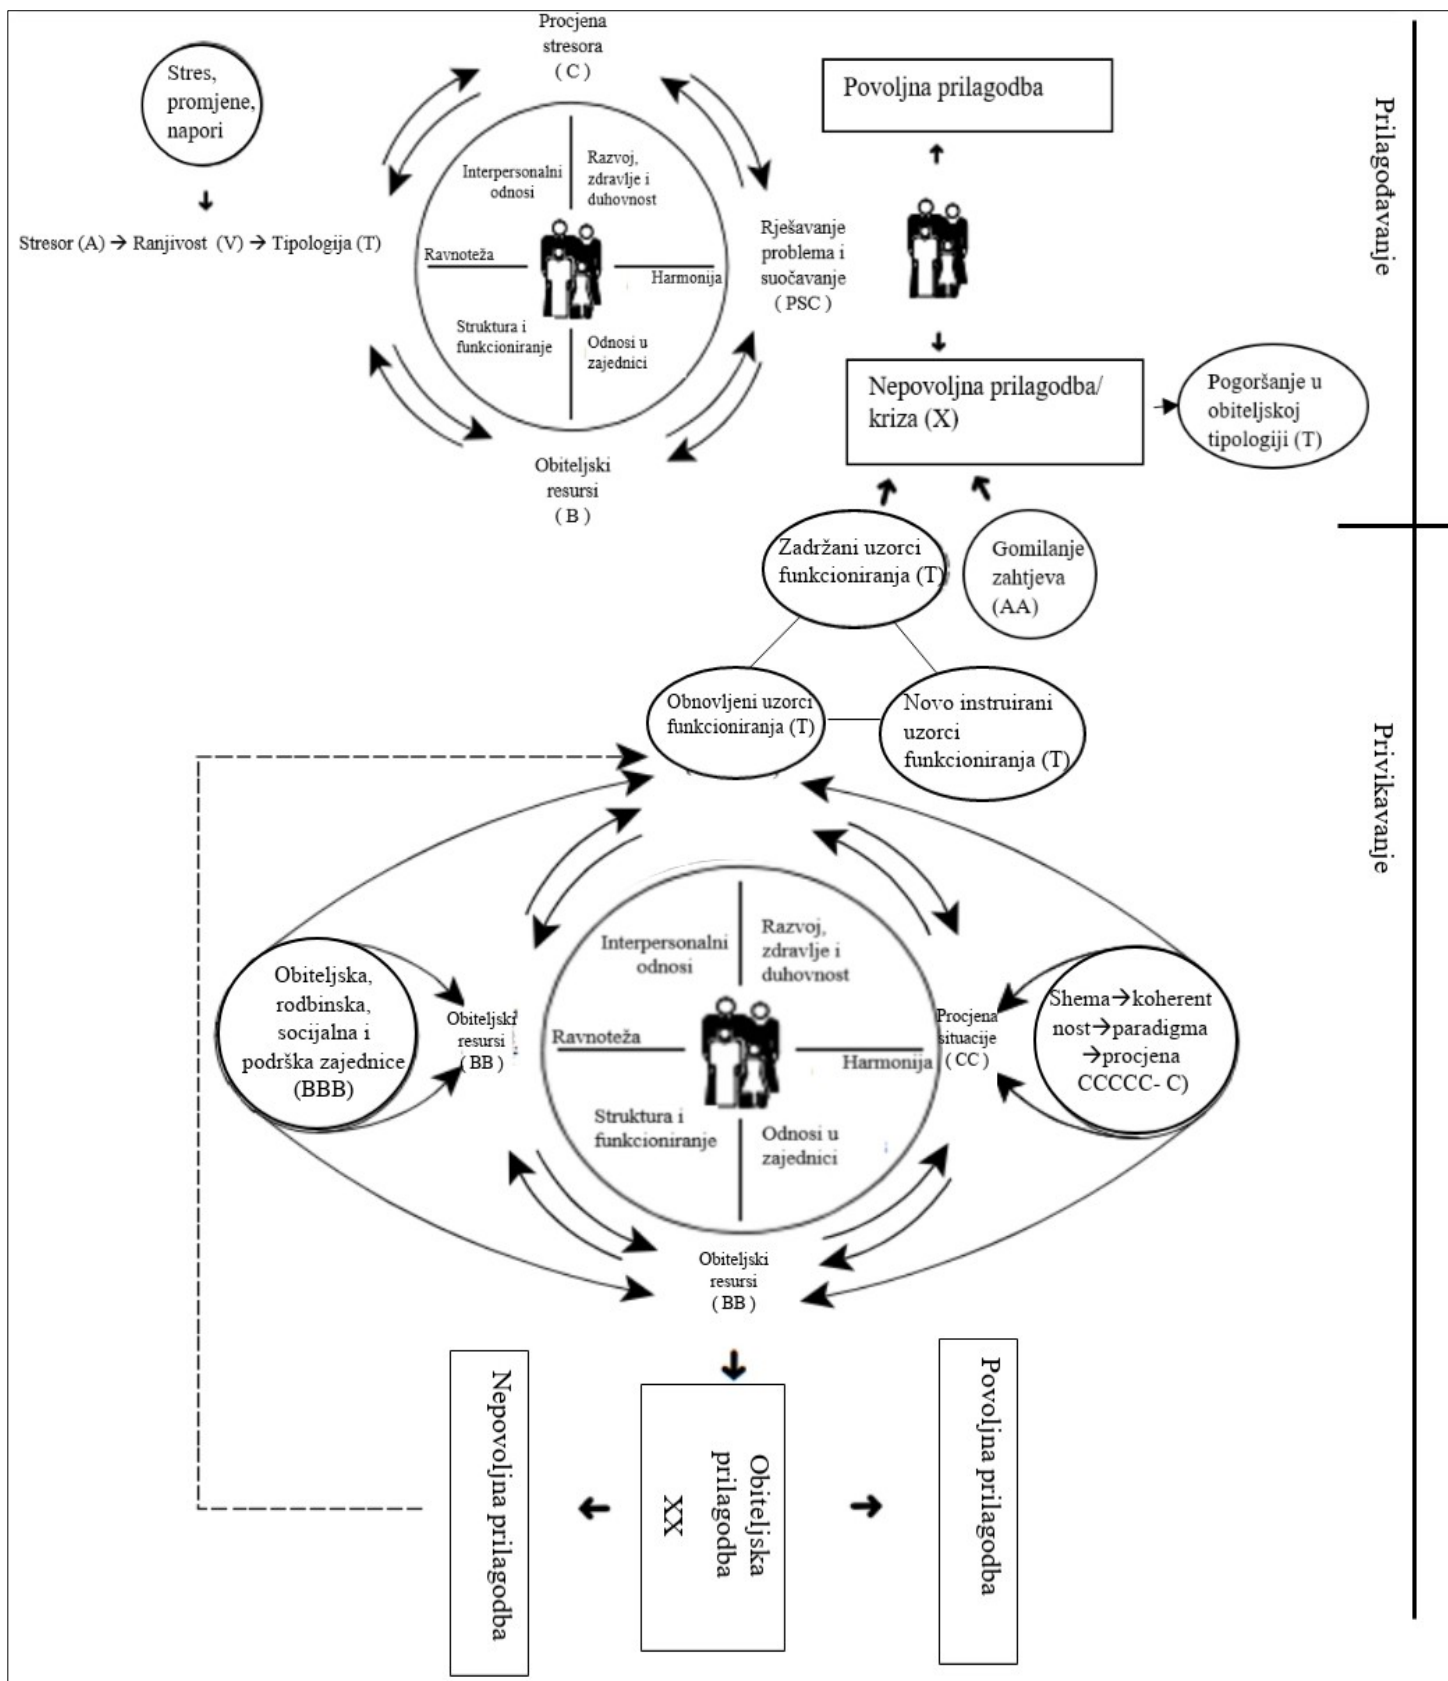 Procjena
stresora
( C )
Stres,
promjene,
napori
Stresor (A) → Ranjivost (V) → Tipologija (T)
Interpersonalni
odnosi
Razvoj,
zdravlje i
duhovnost
Ravnoteža
Harmonija
Struktura i
funkcioniranje
Odnosi u
zajednici
Rješavanje
problema i
suočavanje
( PSC )
Obiteljski
resursi
( B )
Povoljna prilagodba
Nepovoljna prilagodba/
kriza (X)
Pogoršanje u
obiteljskoj
tipologiji (T)
Prilagođavanje
Zadržani uzorci
funkcioniranja (T)
Gomilanje
zahtjeva
(AA)
Obnovljeni uzorci
funkcioniranja (T)
Novo instruirani
uzorci
funkcioniranja (T)
Privikavanje
Obiteljska,
rodbinska,
socijalna i
podrška zajednice
(BBB)
Obiteljski
resursi
(BB)
Interpersonalni
odnosi
Razvoj,
zdravlje i
duhovnost
Ravnoteža
Harmonija
Struktura i
funkcioniranje
Odnosi u
zajednici
Procjena
situacije
(CC)
Shema→koherent
nost→paradigma
→procjena
CCCCC- C)
Obiteljski
resursi
( BB )
Nepovoljna prilagodba
Obiteljska
prilagodba
XX
Povoljna prilagodba